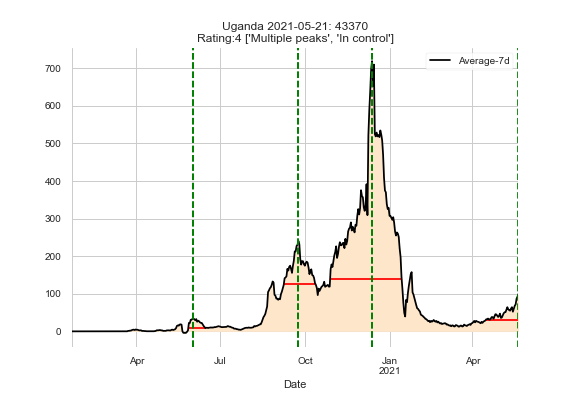 Uganda 2021-05-21: 43370
Rating:4 ['Multiple peaks', 'In control']
Average-7d
700
600
500
400
300
200
100
0
Apr
Jul
Oct
Jan
2021
Apr
Date